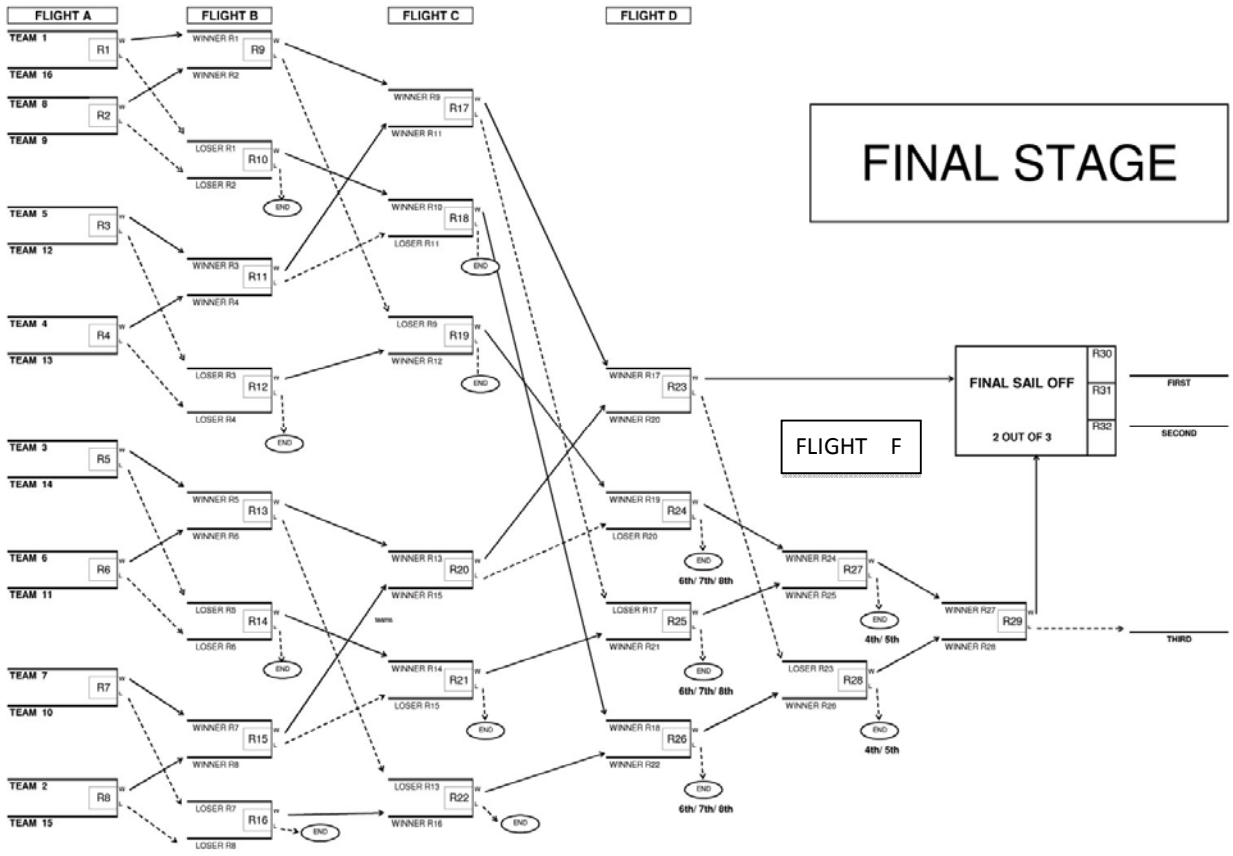 FLIGHT A
FLIGHT B
FLIGHT C
FLIGHT D
TEAM 1
R1
W
L
TEAM 16
TEAM 8
R2
W
L
TEAM 9
TEAM 5
R3
W
L
TEAM 12
TEAM 4
R4
W
L
TEAM 13
TEAM 3
R5
W
L
TEAM 14
TEAM 6
R6
W
L
TEAM 11
TEAM 7
R7
W
L
TEAM 10
TEAM 2
R8
W
L
TEAM 15
WINNER R1
R9
W
L
WINNER R2
LOSER R1
R10
W
L
LOSER R2
END
WINNER R3
R11
W
L
WINNER R4
LOSER R3
R12
W
L
LOSER R4
END
WINNER R5
R13
W
L
WINNER R6
LOSER R5
R14
W
L
LOSER R6
END
WINNER R7
R15
W
L
WINNER R8
LOSER R7
R16
W
L
LOSER R8
END
WINNER R9
R17
W
L
WINNER R11
WINNER R10
R18
W
L
LOSER R11
END
LOSER R9
R19
W
L
WINNER R12
END
WINNER R13
R20
W
L
WINNER R15
teams
WINNER R14
R21
W
L
LOSER R15
END
LOSER R13
R22
W
L
WINNER R16
END
WINNER R17
R23
W
L
WINNER R20
WINNER R19
R24
W
L
LOSER R20
END
6th/ 7th/ 8th
LOSER R17
R25
W
L
WINNER R21
END
6th/ 7th/ 8th
WINNER R18
R26
W
L
WINNER R22
END
6th/ 7th/ 8th
FINAL STAGE
FLIGHT F
WINNER R24
R27
W
L
WINNER R25
END
4th/ 5th
LOSER R23
R28
W
L
WINNER R26
END
4th/ 5th
WINNER R27
R29
W
L
WINNER R28
FINAL SAIL OFF
2 OUT OF 3
R30
R31
R32
FIRST
SECOND
THIRD